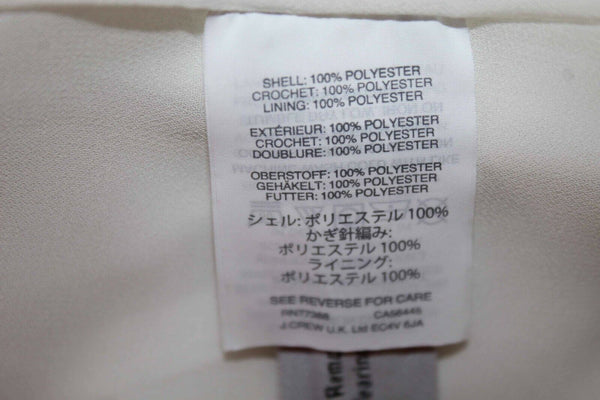 SHELL: 100% POLYESTER
CROCHET: 100% POLYESTER
LINING: 100% POLYESTER
EXTÉRIEUR: 100% POLYESTER
CROCHET: 100% POLYESTER
DOUBLURE: 100% POLYESTER
OBERSTOFF: 100% POLYESTER
GEHÄKELT: 100% POLYESTER
FUTTER: 100% POLYESTER
シェル: ポリエステル 100%
かぎ針編み:
ポリエステル 100%
ライニング:
ポリエステル 100%
SEE REVERSE FOR CARE
RN77388 CA56445
J.CREW U.K. Ltd EC4V 6JA